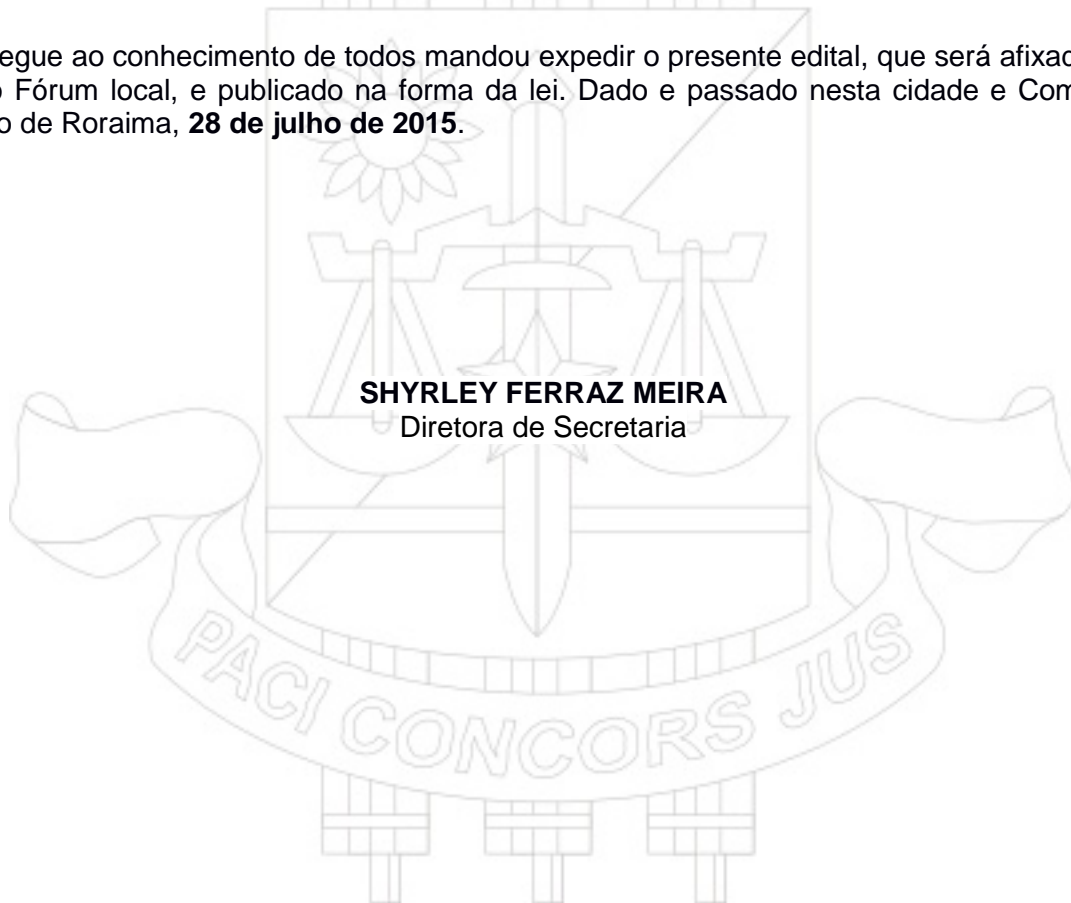 egue ao conhecimento de todos mandou expedir o presente edital, que será afixad
Fórum local, e publicado na forma da lei. Dado e passado nesta cidade e Com
o de Roraima, 28 de julho de 2015.
SHYRLEY FERRAZ MEIRA
Diretora de Secretaria
PACI CONCORS JUS